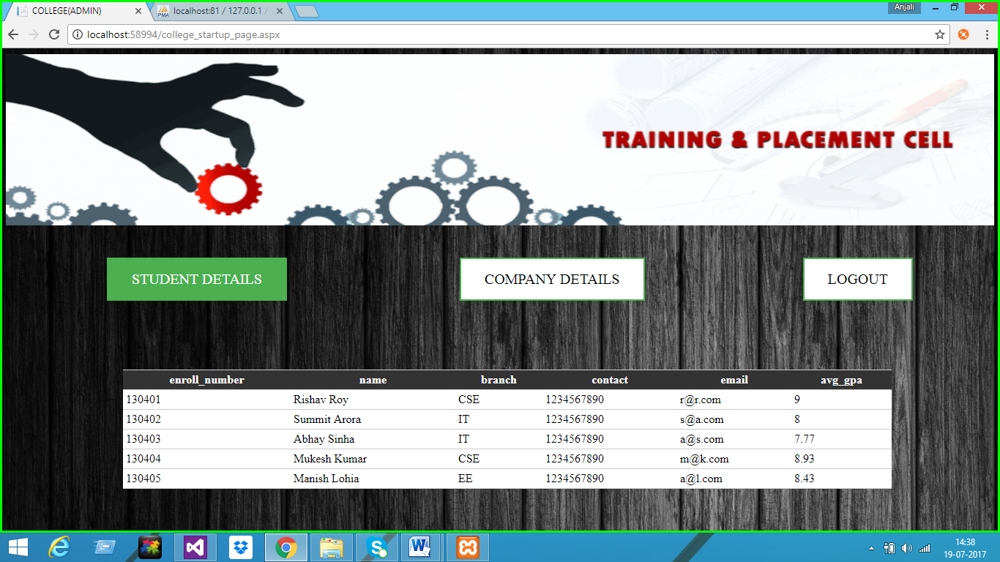 COLLEGE(ADMIN)
localhost:81 / 127.0.0.1 /
Anjali
localhost:58994/college_startup_page.aspx
TRAINING & PLACEMENT CELL
STUDENT DETAILS
COMPANY DETAILS
LOGOUT
enroll_number name branch contact email avg_gpa
130401 Rishav Roy CSE 1234567890 r@r.com 9
130402 Summit Arora IT 1234567890 s@a.com 8
130403 Abhay Sinha IT 1234567890 a@s.com 7.77
130404 Mukesh Kumar CSE 1234567890 m@k.com 8.93
130405 Manish Lohia EE 1234567890 a@l.com 8.43
14:38
19-07-2017